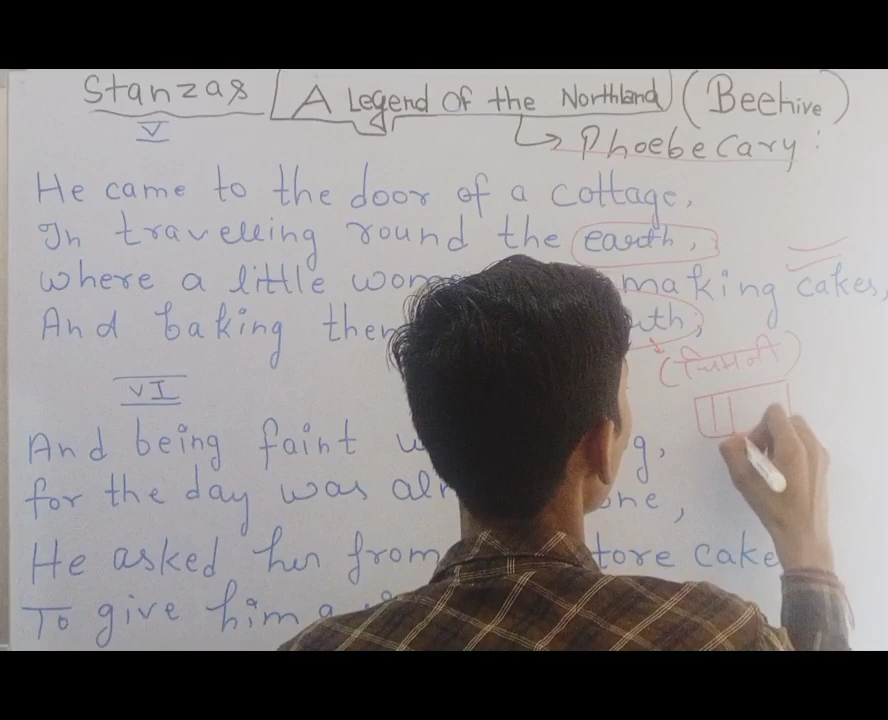 Stanzas A Legend Of the Northland (Beehive)
V → Phoebe Cary :
He came to the door of a cottage,
In travelling round the earth,
where a little making cakes,
And baking
(चिमनी)
VI
And being faint
for the day was
He asked her from cake
To give him a